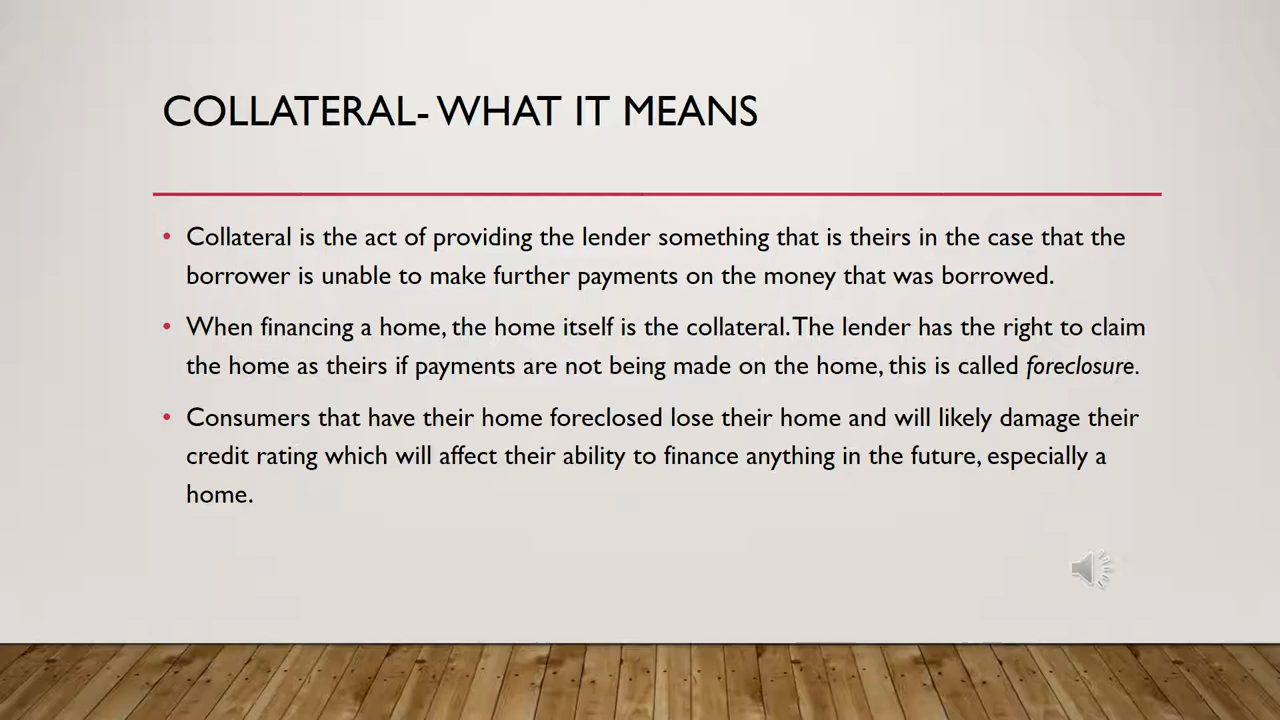 COLLATERAL- WHAT IT MEANS
• Collateral is the act of providing the lender something that is theirs in the case that the
borrower is unable to make further payments on the money that was borrowed.
• When financing a home, the home itself is the collateral. The lender has the right to claim
the home as theirs if payments are not being made on the home, this is called foreclosure.
• Consumers that have their home foreclosed lose their home and will likely damage their
credit rating which will affect their ability to finance anything in the future, especially a
home.